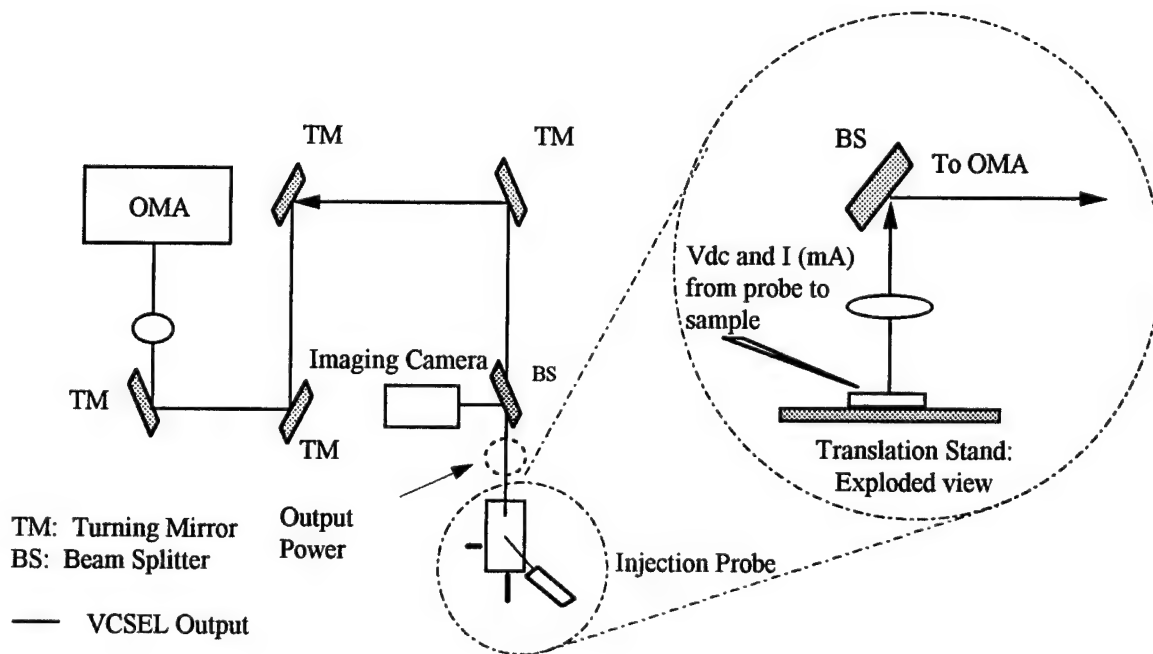 TM
TM
OMA
Imaging Camera
BS
TM
TM
Output
Power
Injection Probe
TM: Turning Mirror
BS: Beam Splitter
VCSEL Output
BS
To OMA
Vdc and I (mA)
from probe to
sample
Translation Stand:
Exploded view